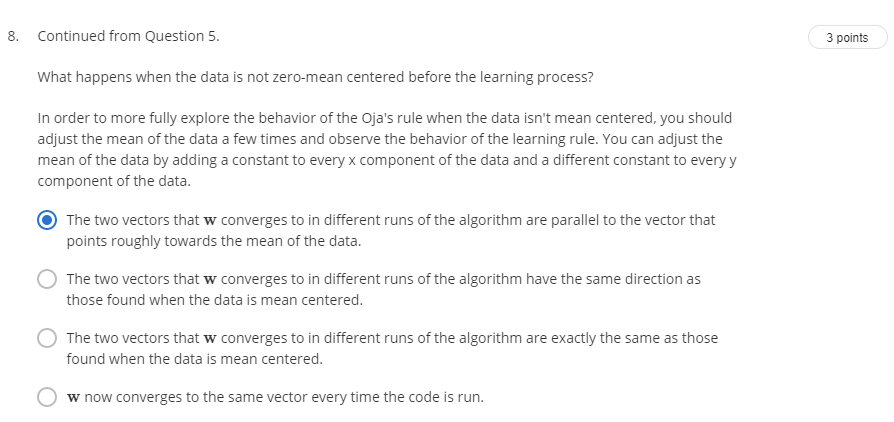 8. Continued from Question 5.
3 points
What happens when the data is not zero-mean centered before the learning process?
In order to more fully explore the behavior of the Oja's rule when the data isn't mean centered, you should
adjust the mean of the data a few times and observe the behavior of the learning rule. You can adjust the
mean of the data by adding a constant to every x component of the data and a different constant to every y
component of the data.
The two vectors that w converges to in different runs of the algorithm are parallel to the vector that
points roughly towards the mean of the data.
The two vectors that w converges to in different runs of the algorithm have the same direction as
those found when the data is mean centered.
The two vectors that w converges to in different runs of the algorithm are exactly the same as those
found when the data is mean centered.
w now converges to the same vector every time the code is run.